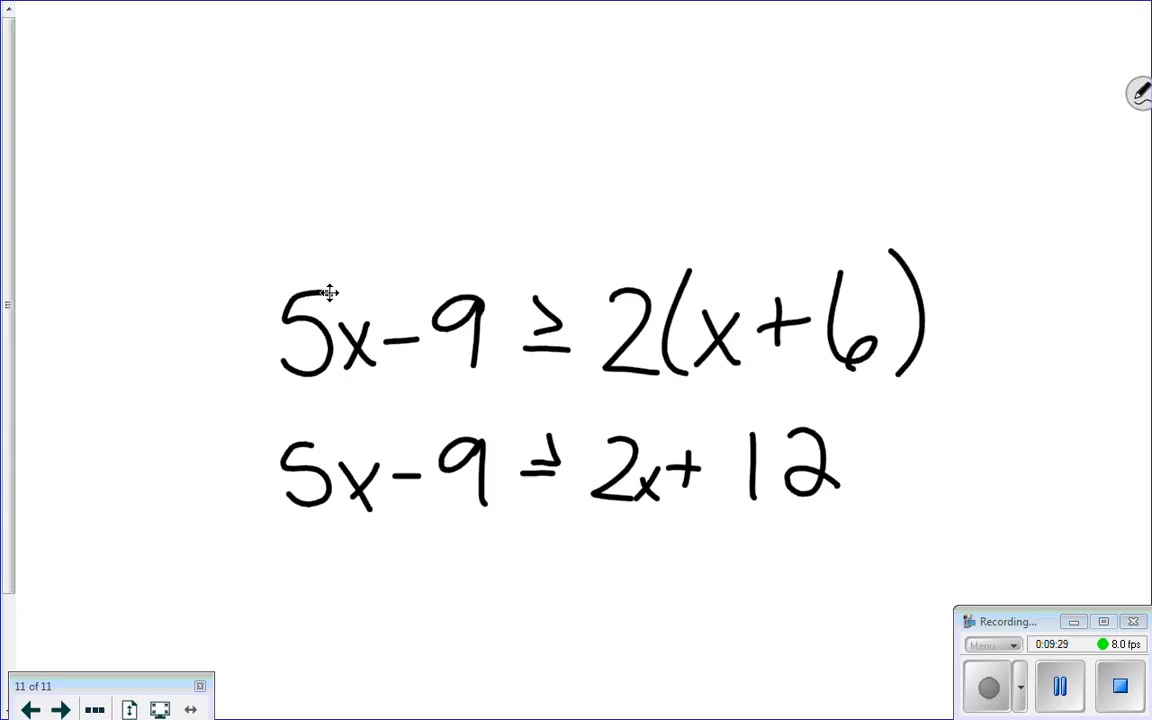 5x-9 ≥ 2(x+6)
5x-9 ≥ 2x+12
Recording...
Menu
0:09:29
8.0 fps
11 of 11